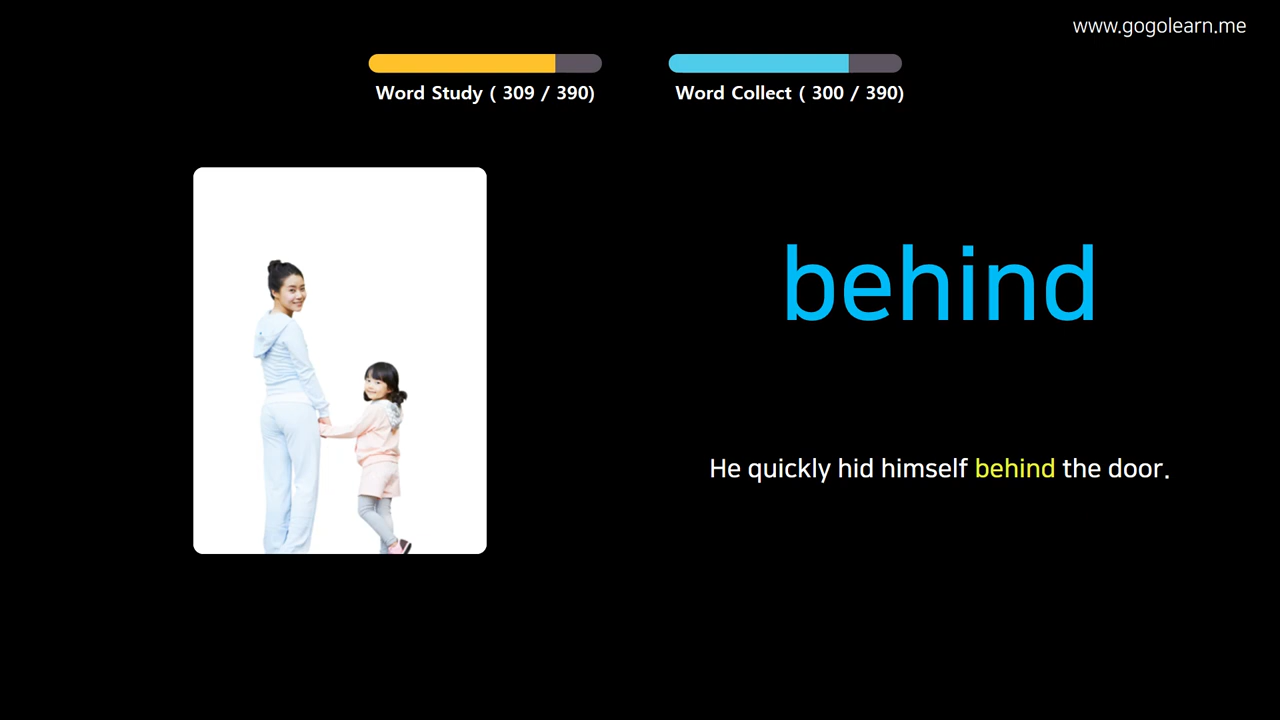 www.gogolearn.me
Word Study ( 309 / 390)
Word Collect ( 300 / 390)
behind
He quickly hid himself behind the door.